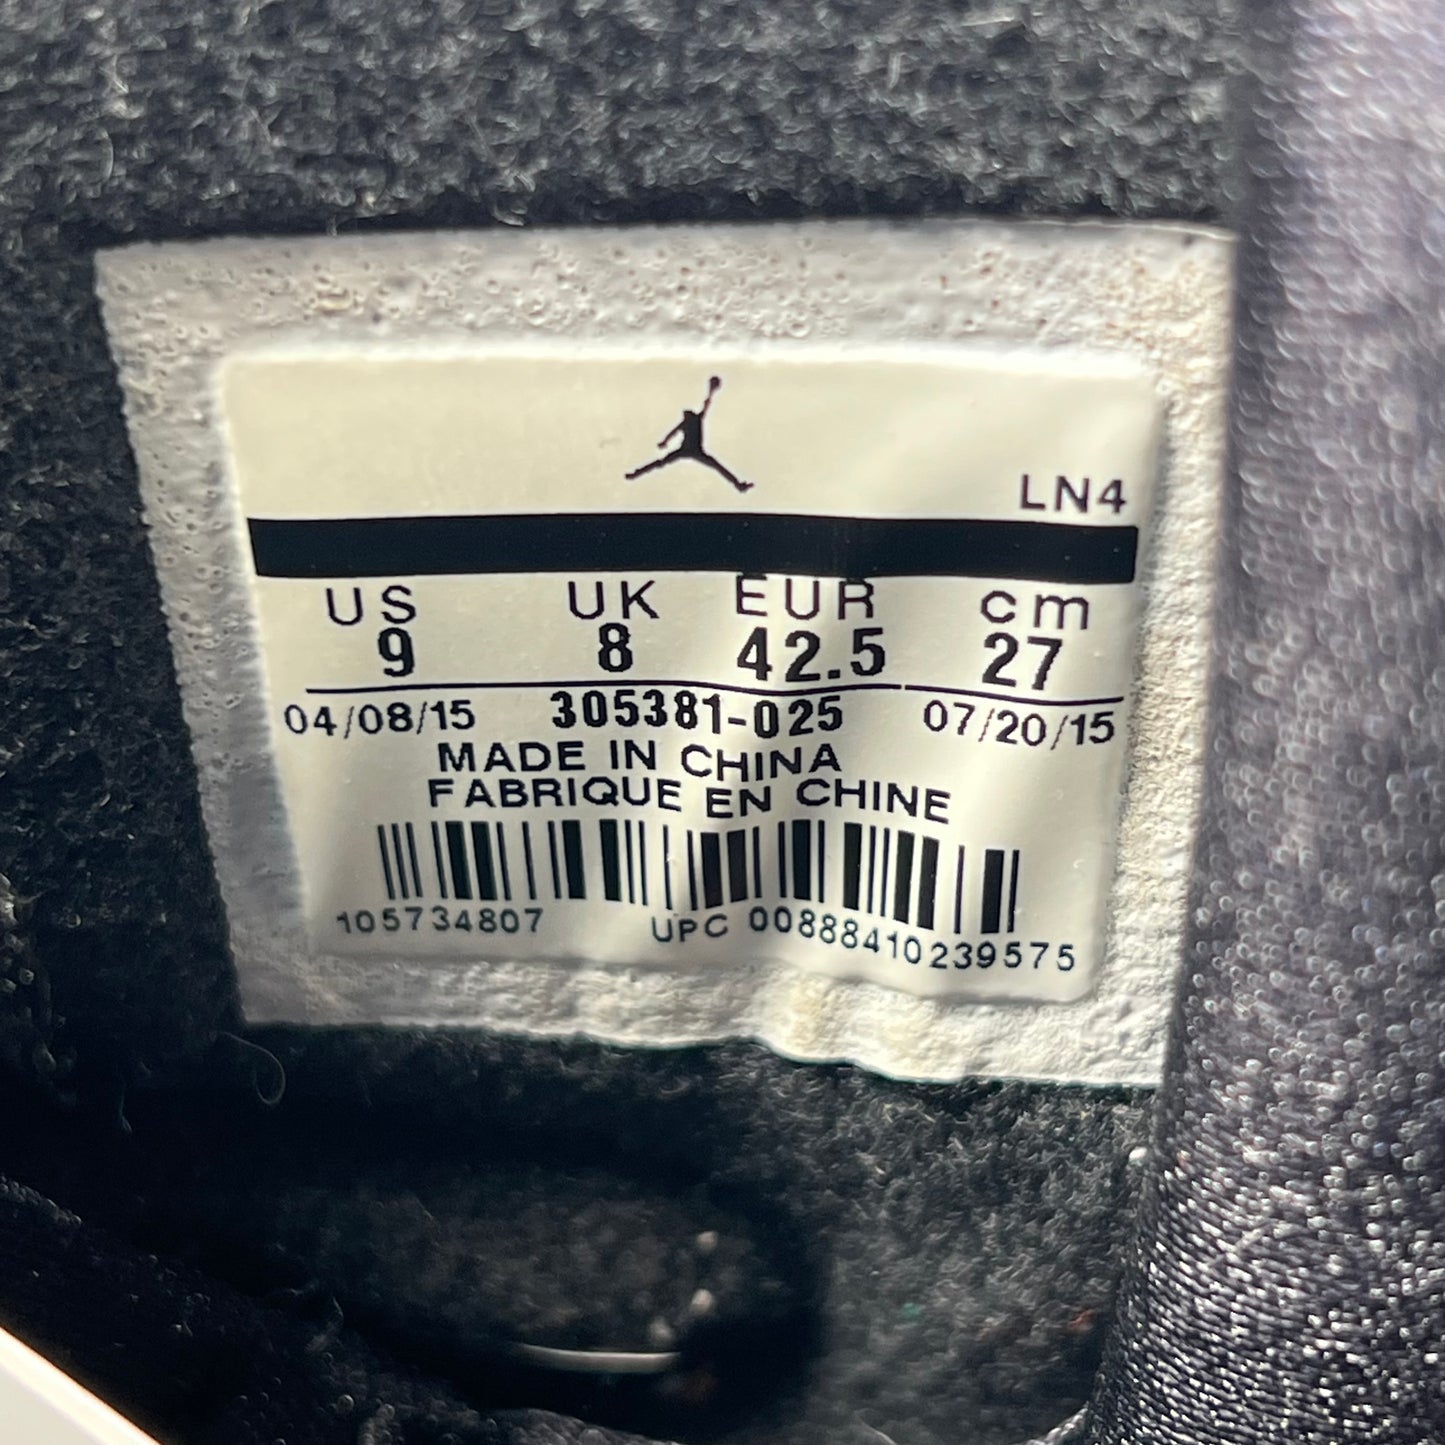 LN4
US UK EUR cm
9 8 42.5 27
04/08/15 305381-025 07/20/15
MADE IN CHINA
FABRIQUE EN CHINE
105734807 UPC 00888410239575